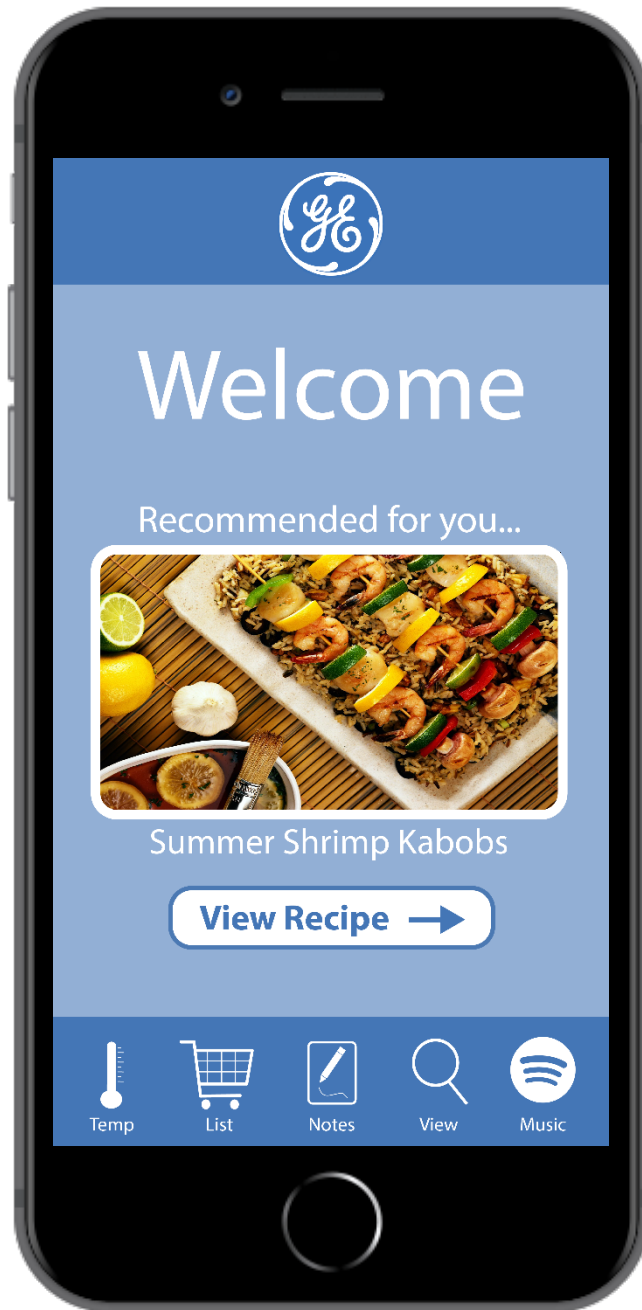 GE
Welcome
Recommended for you...
Summer Shrimp Kabobs
View Recipe
Temp
List
Notes
View
Music